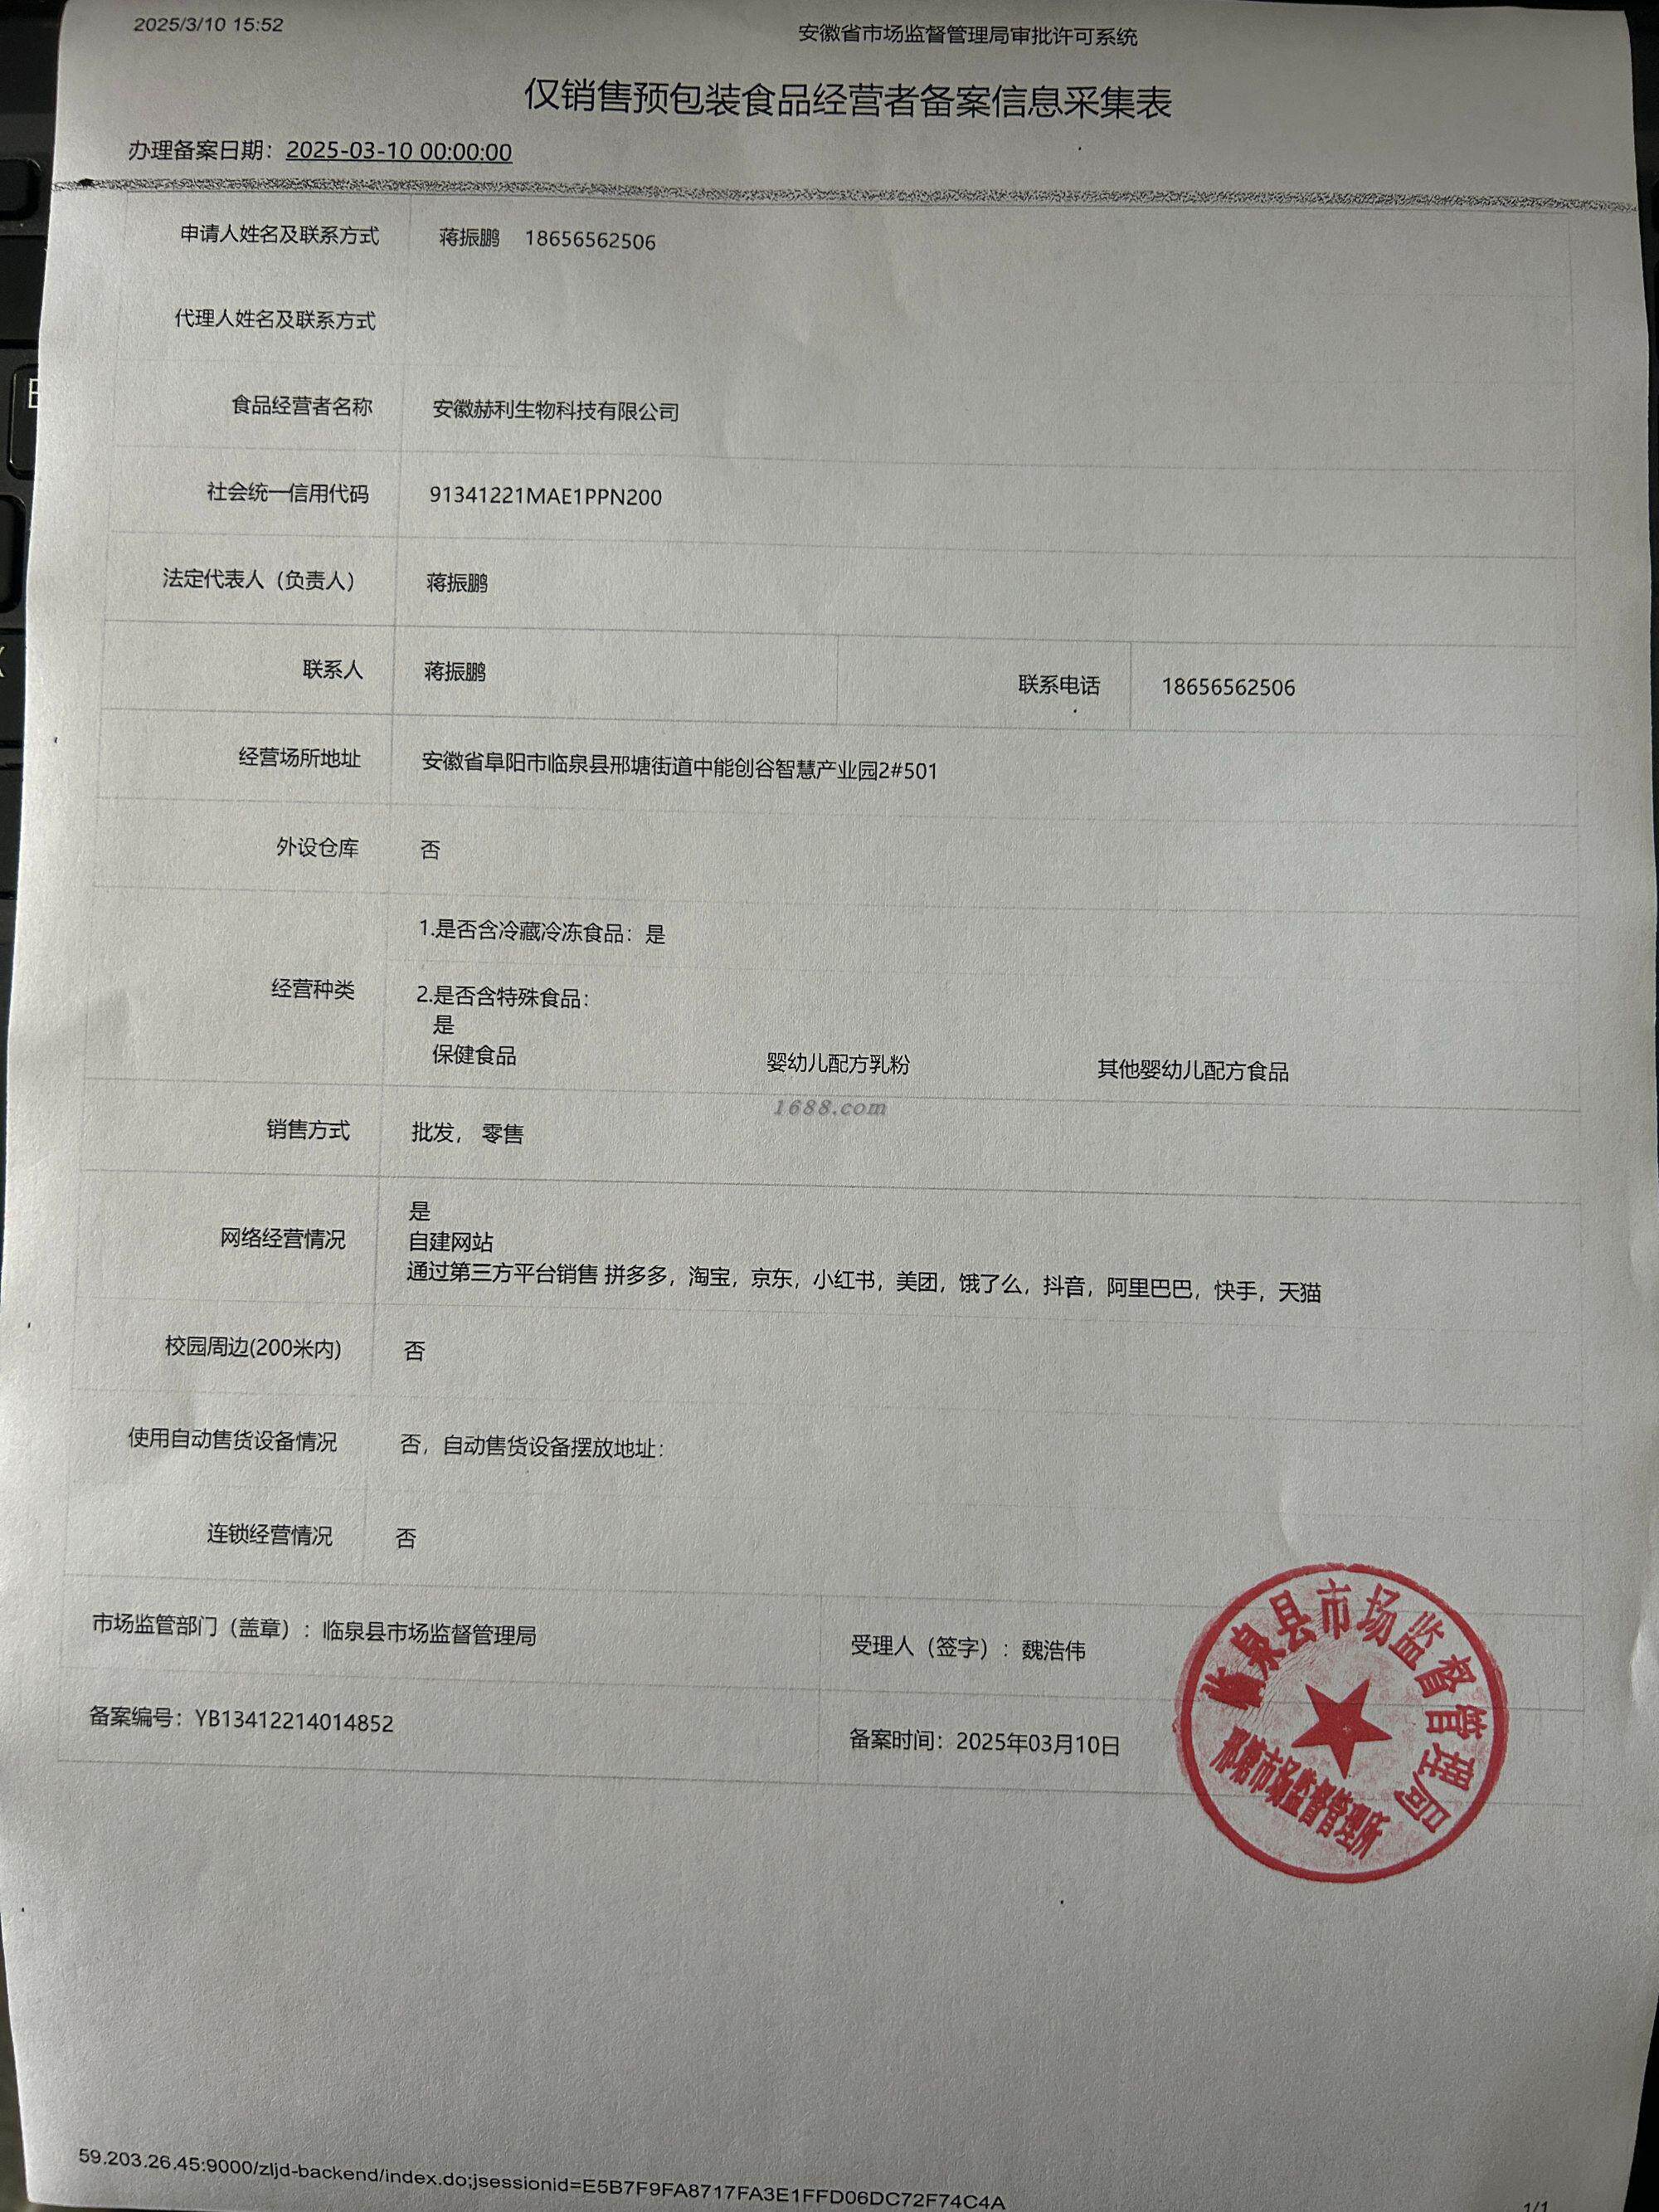 2025/3/10 15:52
安徽省市场监督管理局审批许可系统
仅销售预包装食品经营者备案信息采集表
办理备案日期：2025-03-10 00:00:00
申请人姓名及联系方式 蒋振鹏 18656562506
代理人姓名及联系方式
食品经营者名称 安徽赫利生物科技有限公司
社会统一信用代码 91341221MAE1PPN200
法定代表人（负责人） 蒋振鹏
联系人 蒋振鹏 联系电话 18656562506
经营场所地址 安徽省阜阳市临泉县邢塘街道中能创谷智慧产业园2#501
外设仓库 否
经营种类
1.是否含冷藏冷冻食品：是
2.是否含特殊食品：
是
保健食品 婴幼儿配方乳粉 其他婴幼儿配方食品
1688.com
销售方式 批发， 零售
网络经营情况
是
自建网站
通过第三方平台销售 拼多多，淘宝，京东，小红书，美团，饿了么，抖音，阿里巴巴，快手，天猫
校园周边(200米内) 否
使用自动售货设备情况 否，自动售货设备摆放地址：
连锁经营情况 否
市场监管部门（盖章）：临泉县市场监督管理局
受理人（签字）：魏浩伟
备案编号：YB13412214014852
备案时间：2025年03月10日
临泉县市场监督管理局
邢塘市场监督管理所
59.203.26.45:9000/zljd-backend/index.do;jsessionid=E5B7F9FA8717FA3E1FFD06DC72F74C4A
1/1